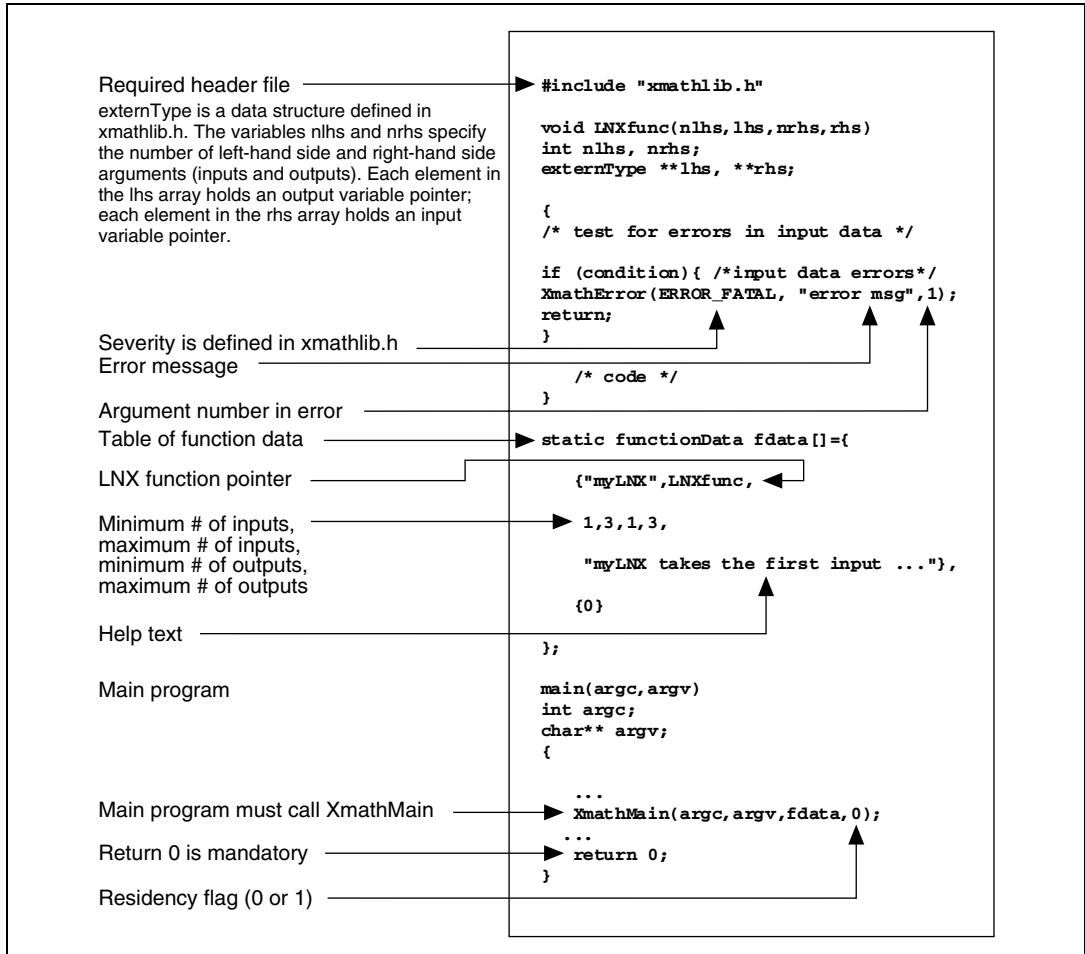 Required header file
externType is a data structure defined in
xmathlib.h. The variables nlhs and nrhs specify
the number of left-hand side and right-hand side
arguments (inputs and outputs). Each element in
the lhs array holds an output variable pointer;
each element in the rhs array holds an input
variable pointer.
Severity is defined in xmathlib.h
Error message
Argument number in error
Table of function data
LNX function pointer
Minimum # of inputs,
maximum # of inputs,
minimum # of outputs,
maximum # of outputs
Help text
Main program
Main program must call XmathMain
Return 0 is mandatory
Residency flag (0 or 1)
#include "xmathlib.h"
void LNXfunc(nlhs,lhs,nrhs,rhs)
int nlhs, nrhs;
externType **lhs, **rhs;
{
/* test for errors in input data */
if (condition){ /*input data errors*/
XmathError(ERROR_FATAL, "error msg",1);
return;
}
/* code */
}
static functionData fdata[]={
{"myLNX",LNXfunc,
1,3,1,3,
"myLNX takes the first input ..."},
{0}
};
main(argc,argv)
int argc;
char** argv;
{
...
XmathMain(argc,argv,fdata,0);
...
return 0;
}